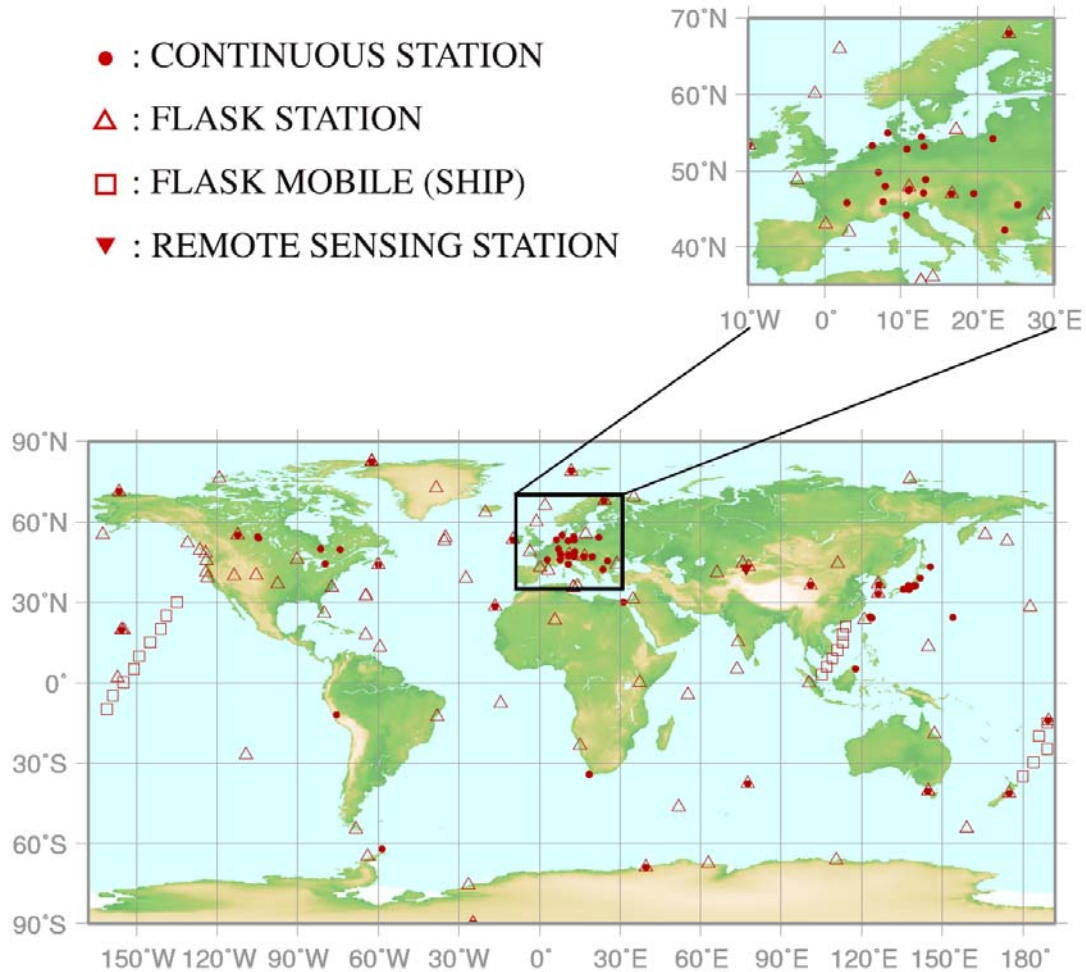 : CONTINUOUS STATION
: FLASK STATION
: FLASK MOBILE (SHIP)
: REMOTE SENSING STATION
70˚N
60˚N
50˚N
40˚N
10˚W 0˚ 10˚E 20˚E 30˚E
90˚N
60˚N
30˚N
0˚
30˚S
60˚S
90˚S
150˚W 120˚W 90˚W 60˚W 30˚W 0˚ 30˚E 60˚E 90˚E 120˚E 150˚E 180˚